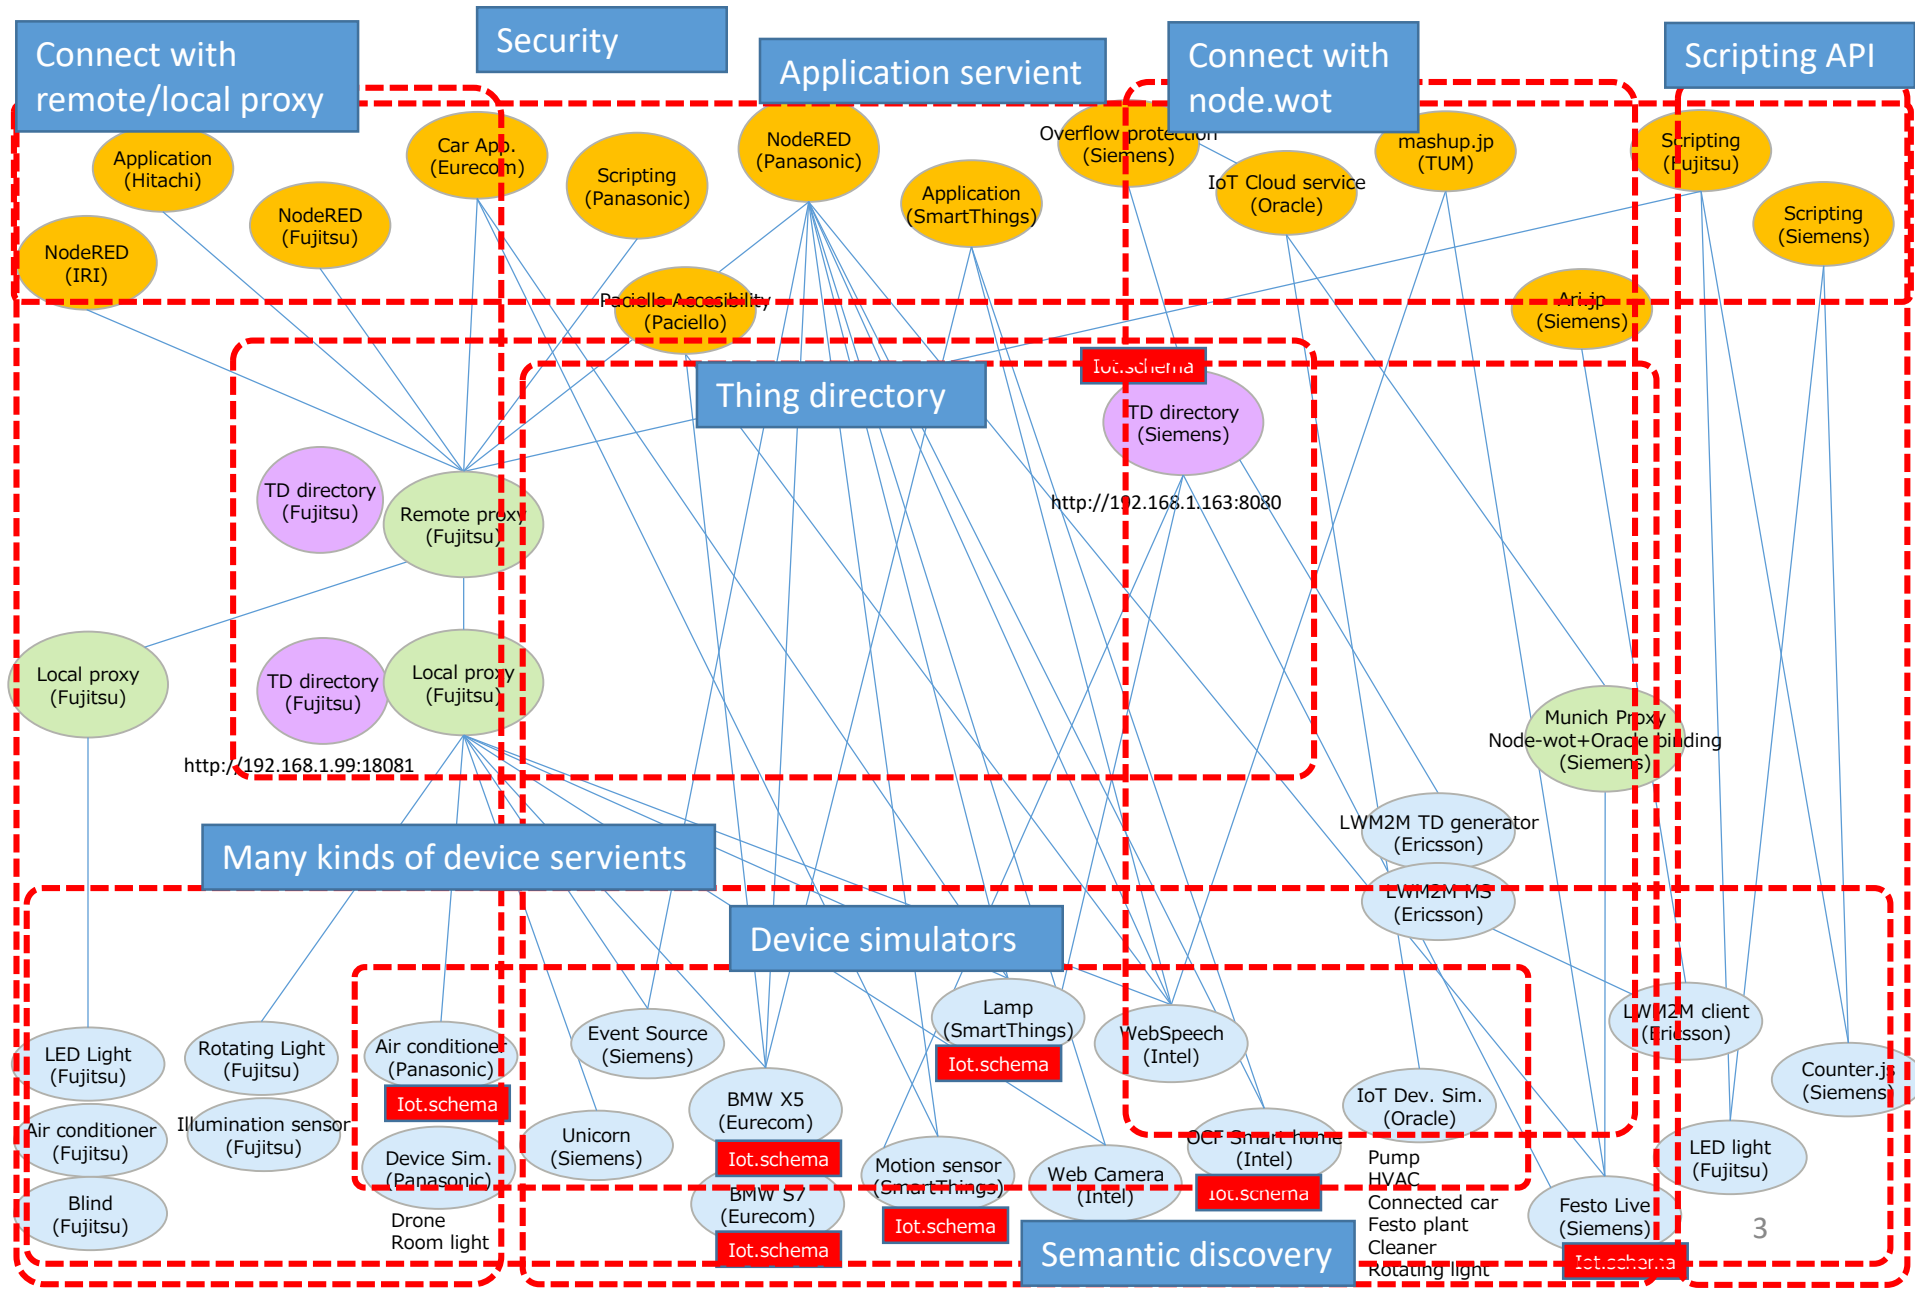 Connect with
remote/local proxy
Security
Application servient
Connect with
node.wot
Scripting API
Application
(Hitachi)
Car App.
(Eurecom)
NodeRED
(Panasonic)
Overflow protection
(Siemens)
mashup.jp
(TUM)
Scripting
(Fujitsu)
Scripting
(Panasonic)
Application
(SmartThings)
IoT Cloud service
(Oracle)
NodeRED
(Fujitsu)
Scripting
(Siemens)
NodeRED
(IRI)
Paciello Accesibility
(Paciello)
Ari.jp
(Siemens)
Iot.schema
Thing directory
TD directory
(Siemens)
http://192.168.1.163:8080
TD directory
(Fujitsu)
Remote proxy
(Fujitsu)
Local proxy
(Fujitsu)
TD directory
(Fujitsu)
Local proxy
(Fujitsu)
http://192.168.1.99:18081
Munich Proxy
Node-wot+Oracle binding
(Siemens)
LWM2M TD generator
(Ericsson)
LWM2M MS
(Ericsson)
Many kinds of device servients
Device simulators
LED Light
(Fujitsu)
Rotating Light
(Fujitsu)
Air conditioner
(Panasonic)
Iot.schema
Event Source
(Siemens)
Lamp
(SmartThings)
Iot.schema
WebSpeech
(Intel)
LWM2M client
(Ericsson)
Counter.js
(Siemens)
Air conditioner
(Fujitsu)
Illumination sensor
(Fujitsu)
Device Sim.
(Panasonic)
Drone
Room light
Unicorn
(Siemens)
BMW X5
(Eurecom)
Iot.schema
BMW S7
(Eurecom)
Iot.schema
Motion sensor
(SmartThings)
Iot.schema
Web Camera
(Intel)
OCF Smart home
(Intel)
Iot.schema
IoT Dev. Sim.
(Oracle)
Pump
HVAC
Connected car
Festo plant
Cleaner
Rotating light
LED light
(Fujitsu)
Blind
(Fujitsu)
Festo Live
(Siemens)
Iot.schema
Semantic discovery
3